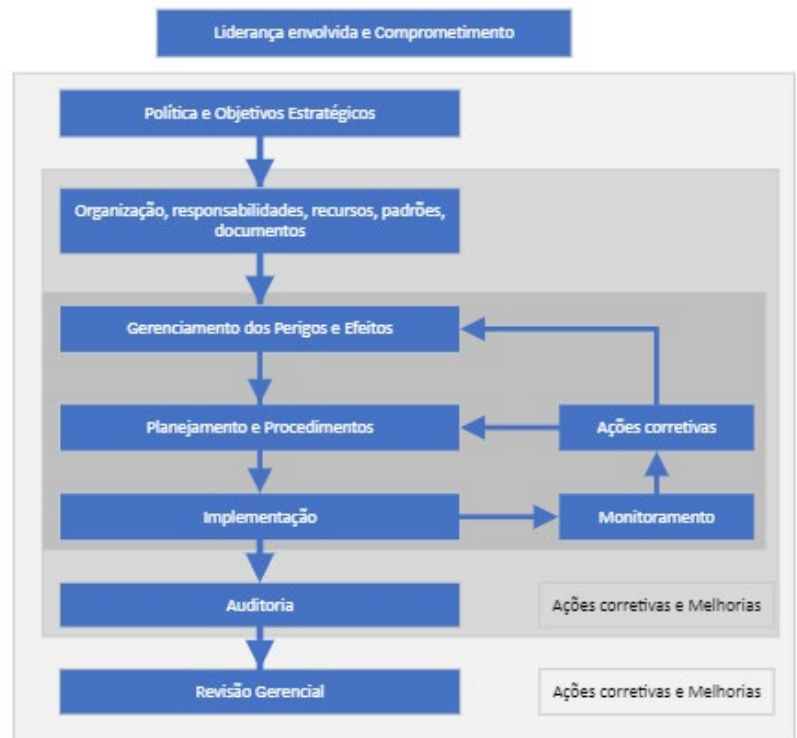 Liderança envolvida e Comprometimento
Política e Objetivos Estratégicos
Organização, responsabilidades, recursos, padrões,
documentos
Gerenciamento dos Perigos e Efeitos
Planejamento e Procedimentos
Ações corretivas
Implementação
Monitoramento
Auditoria
Ações corretivas e Melhorias
Revisão Gerencial
Ações corretivas e Melhorias